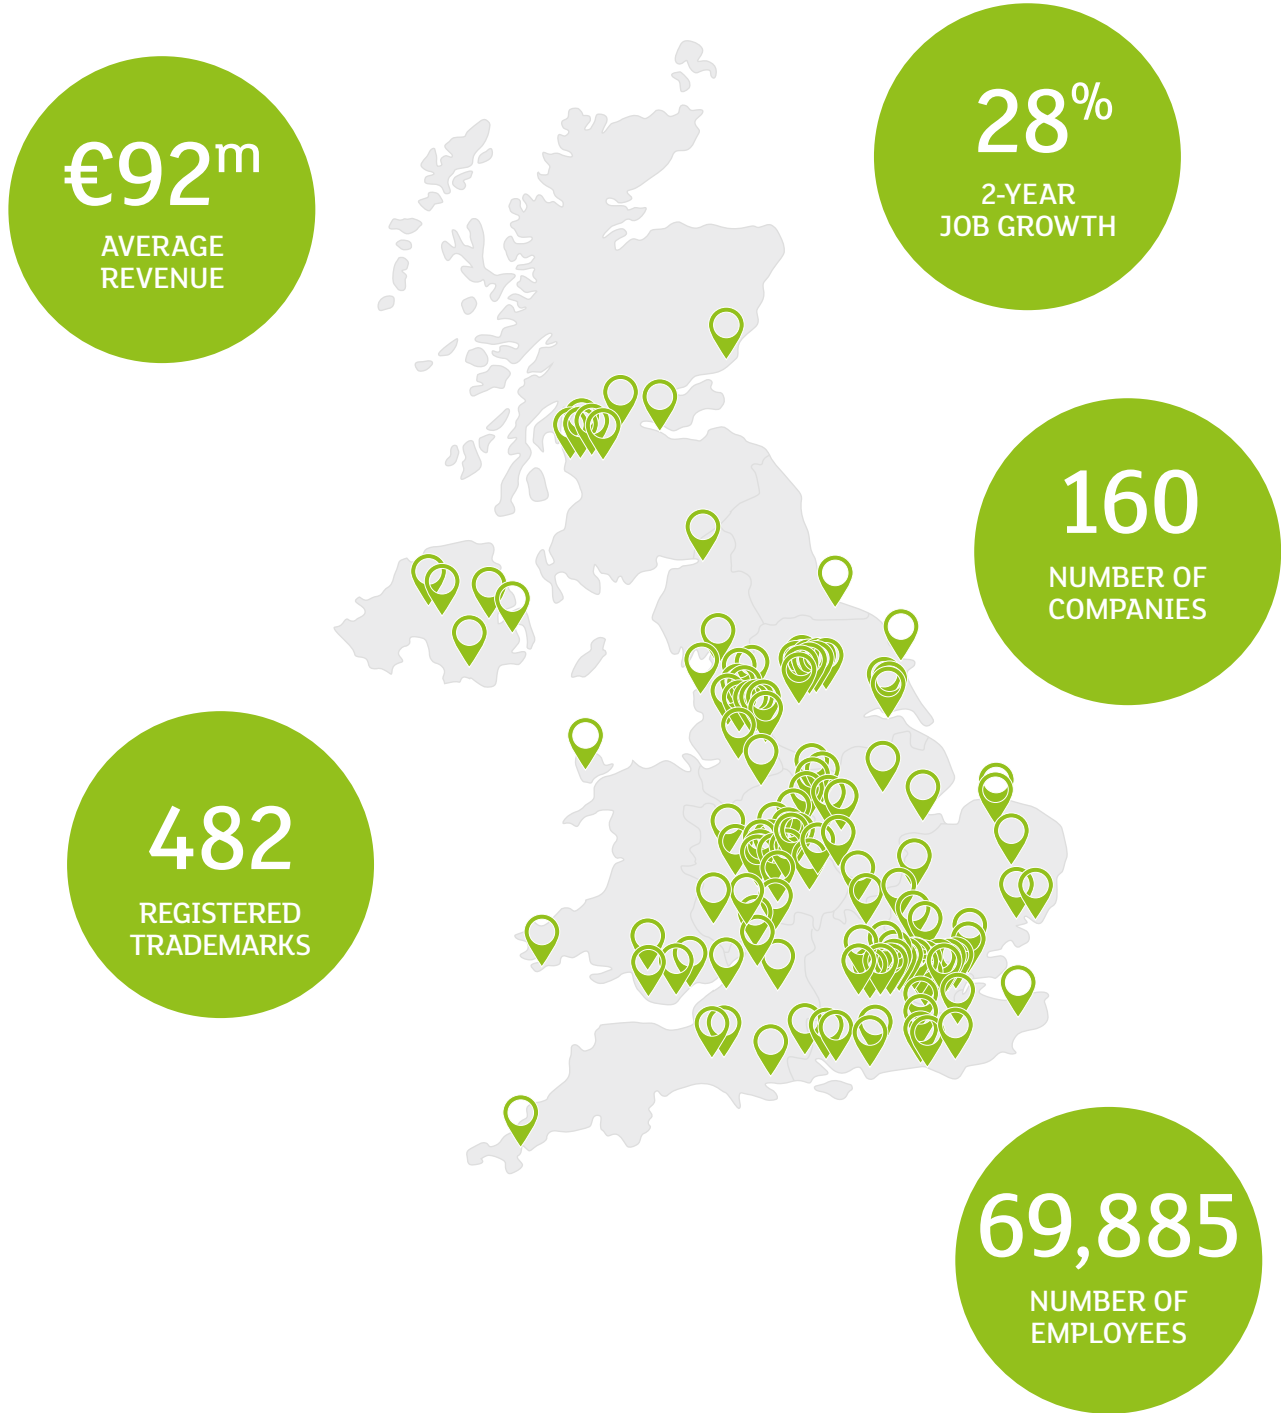 €92m
AVERAGE
REVENUE
28%
2-YEAR
JOB GROWTH
160
NUMBER OF
COMPANIES
482
REGISTERED
TRADEMARKS
69,885
NUMBER OF
EMPLOYEES